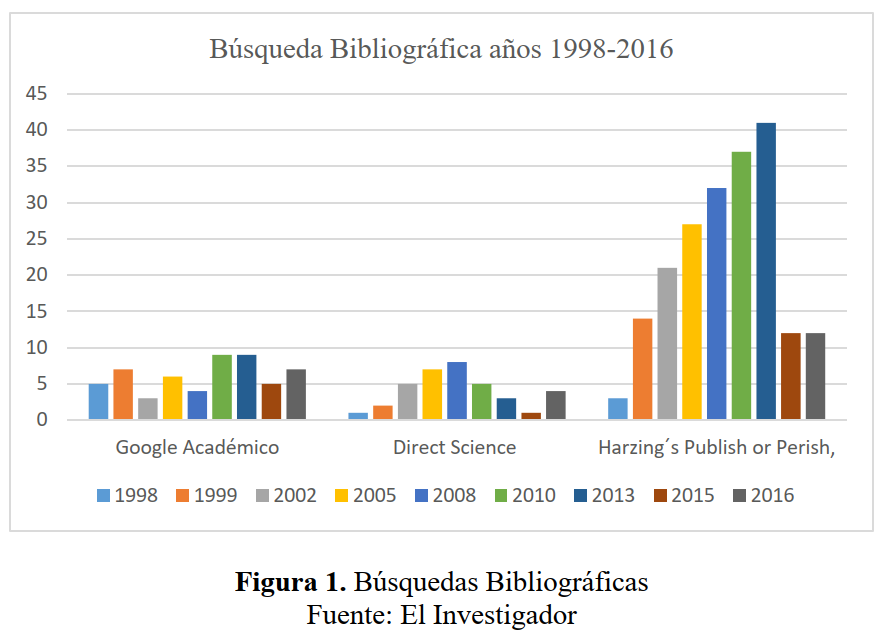 Búsqueda Bibliográfica años 1998-2016
45
40
35
30
25
20
15
10
5
0
Google Académico Direct Science Harzing´s Publish or Perish,
1998 1999 2002 2005 2008 2010 2013 2015 2016
Figura 1. Búsquedas Bibliográficas
Fuente: El Investigador